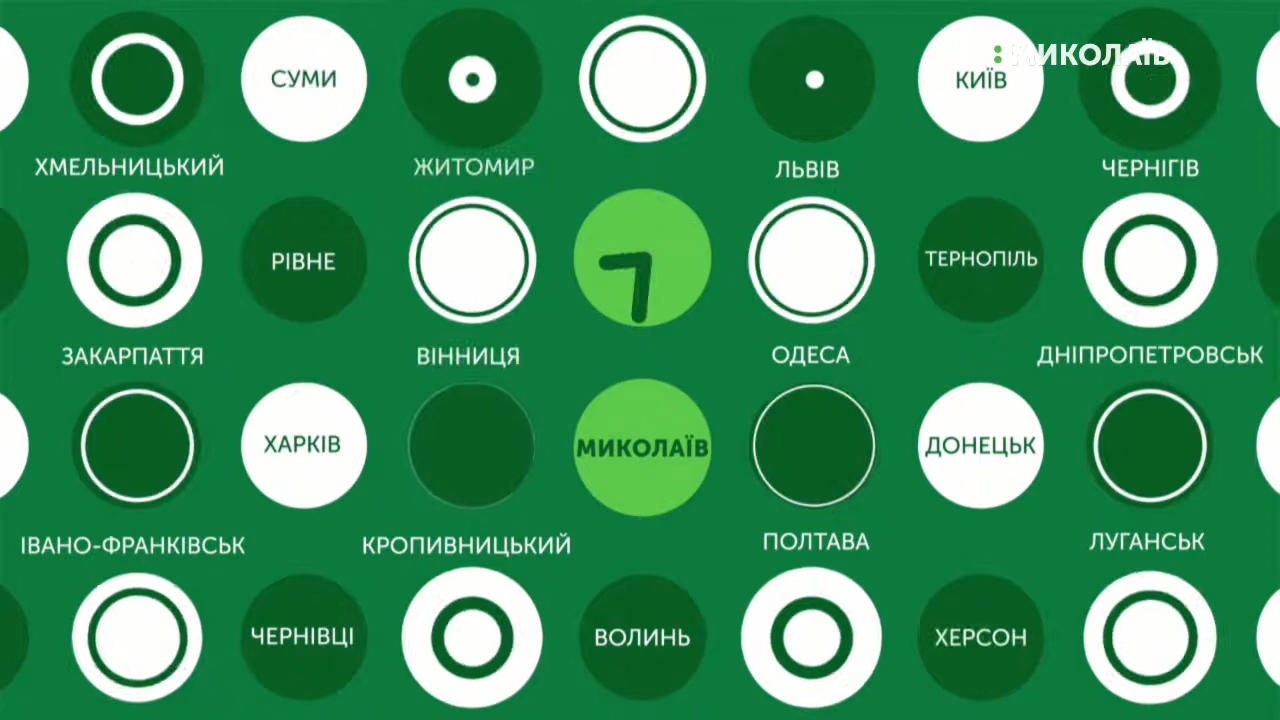 МИКОЛАЇВ
СУМИ
КИЇВ
ХМЕЛЬНИЦЬКИЙ
ЖИТОМИР
ЛЬВІВ
ЧЕРНІГІВ
РІВНЕ
ТЕРНОПІЛЬ
ЗАКАРПАТТЯ
ВІННИЦЯ
ОДЕСА
ДНІПРОПЕТРОВСЬК
ХАРКІВ
МИКОЛАЇВ
ДОНЕЦЬК
ІВАНО-ФРАНКІВСЬК
КРОПИВНИЦЬКИЙ
ПОЛТАВА
ЛУГАНСЬК
ЧЕРНІВЦІ
ВОЛИНЬ
ХЕРСОН